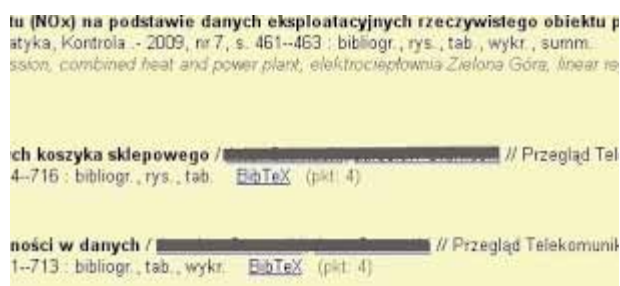 tu (NOx) na podstawie danych eksploatacyjnych rzeczywistego obiektu p
atyka, Kontrola .- 2009, nr 7, s. 461--463 : bibliogr., rys., tab., wykr., summ.
ssion, combined heat and power plant, elektrociepłownia Zielona Góra, linear re
ch koszyka sklepowego / // Przegląd Tel
4--716 : bibliogr., rys., tab. BibTeX (pkt: 4)
ności w danych / // Przegląd Telekomunik
1--713 : bibliogr., tab., wykr. BibTeX (pkt: 4)